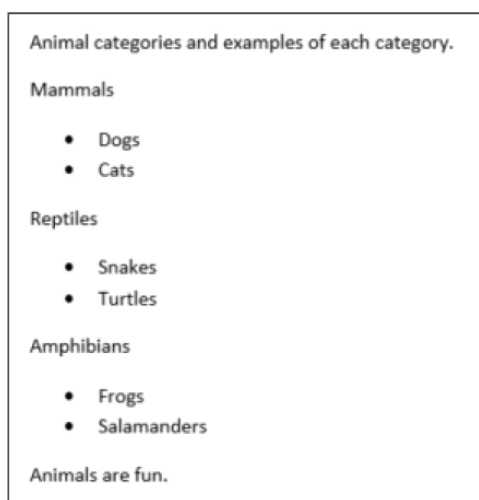 Animal categories and examples of each category.
Mammals
• Dogs
• Cats
Reptiles
• Snakes
• Turtles
Amphibians
• Frogs
• Salamanders
Animals are fun.